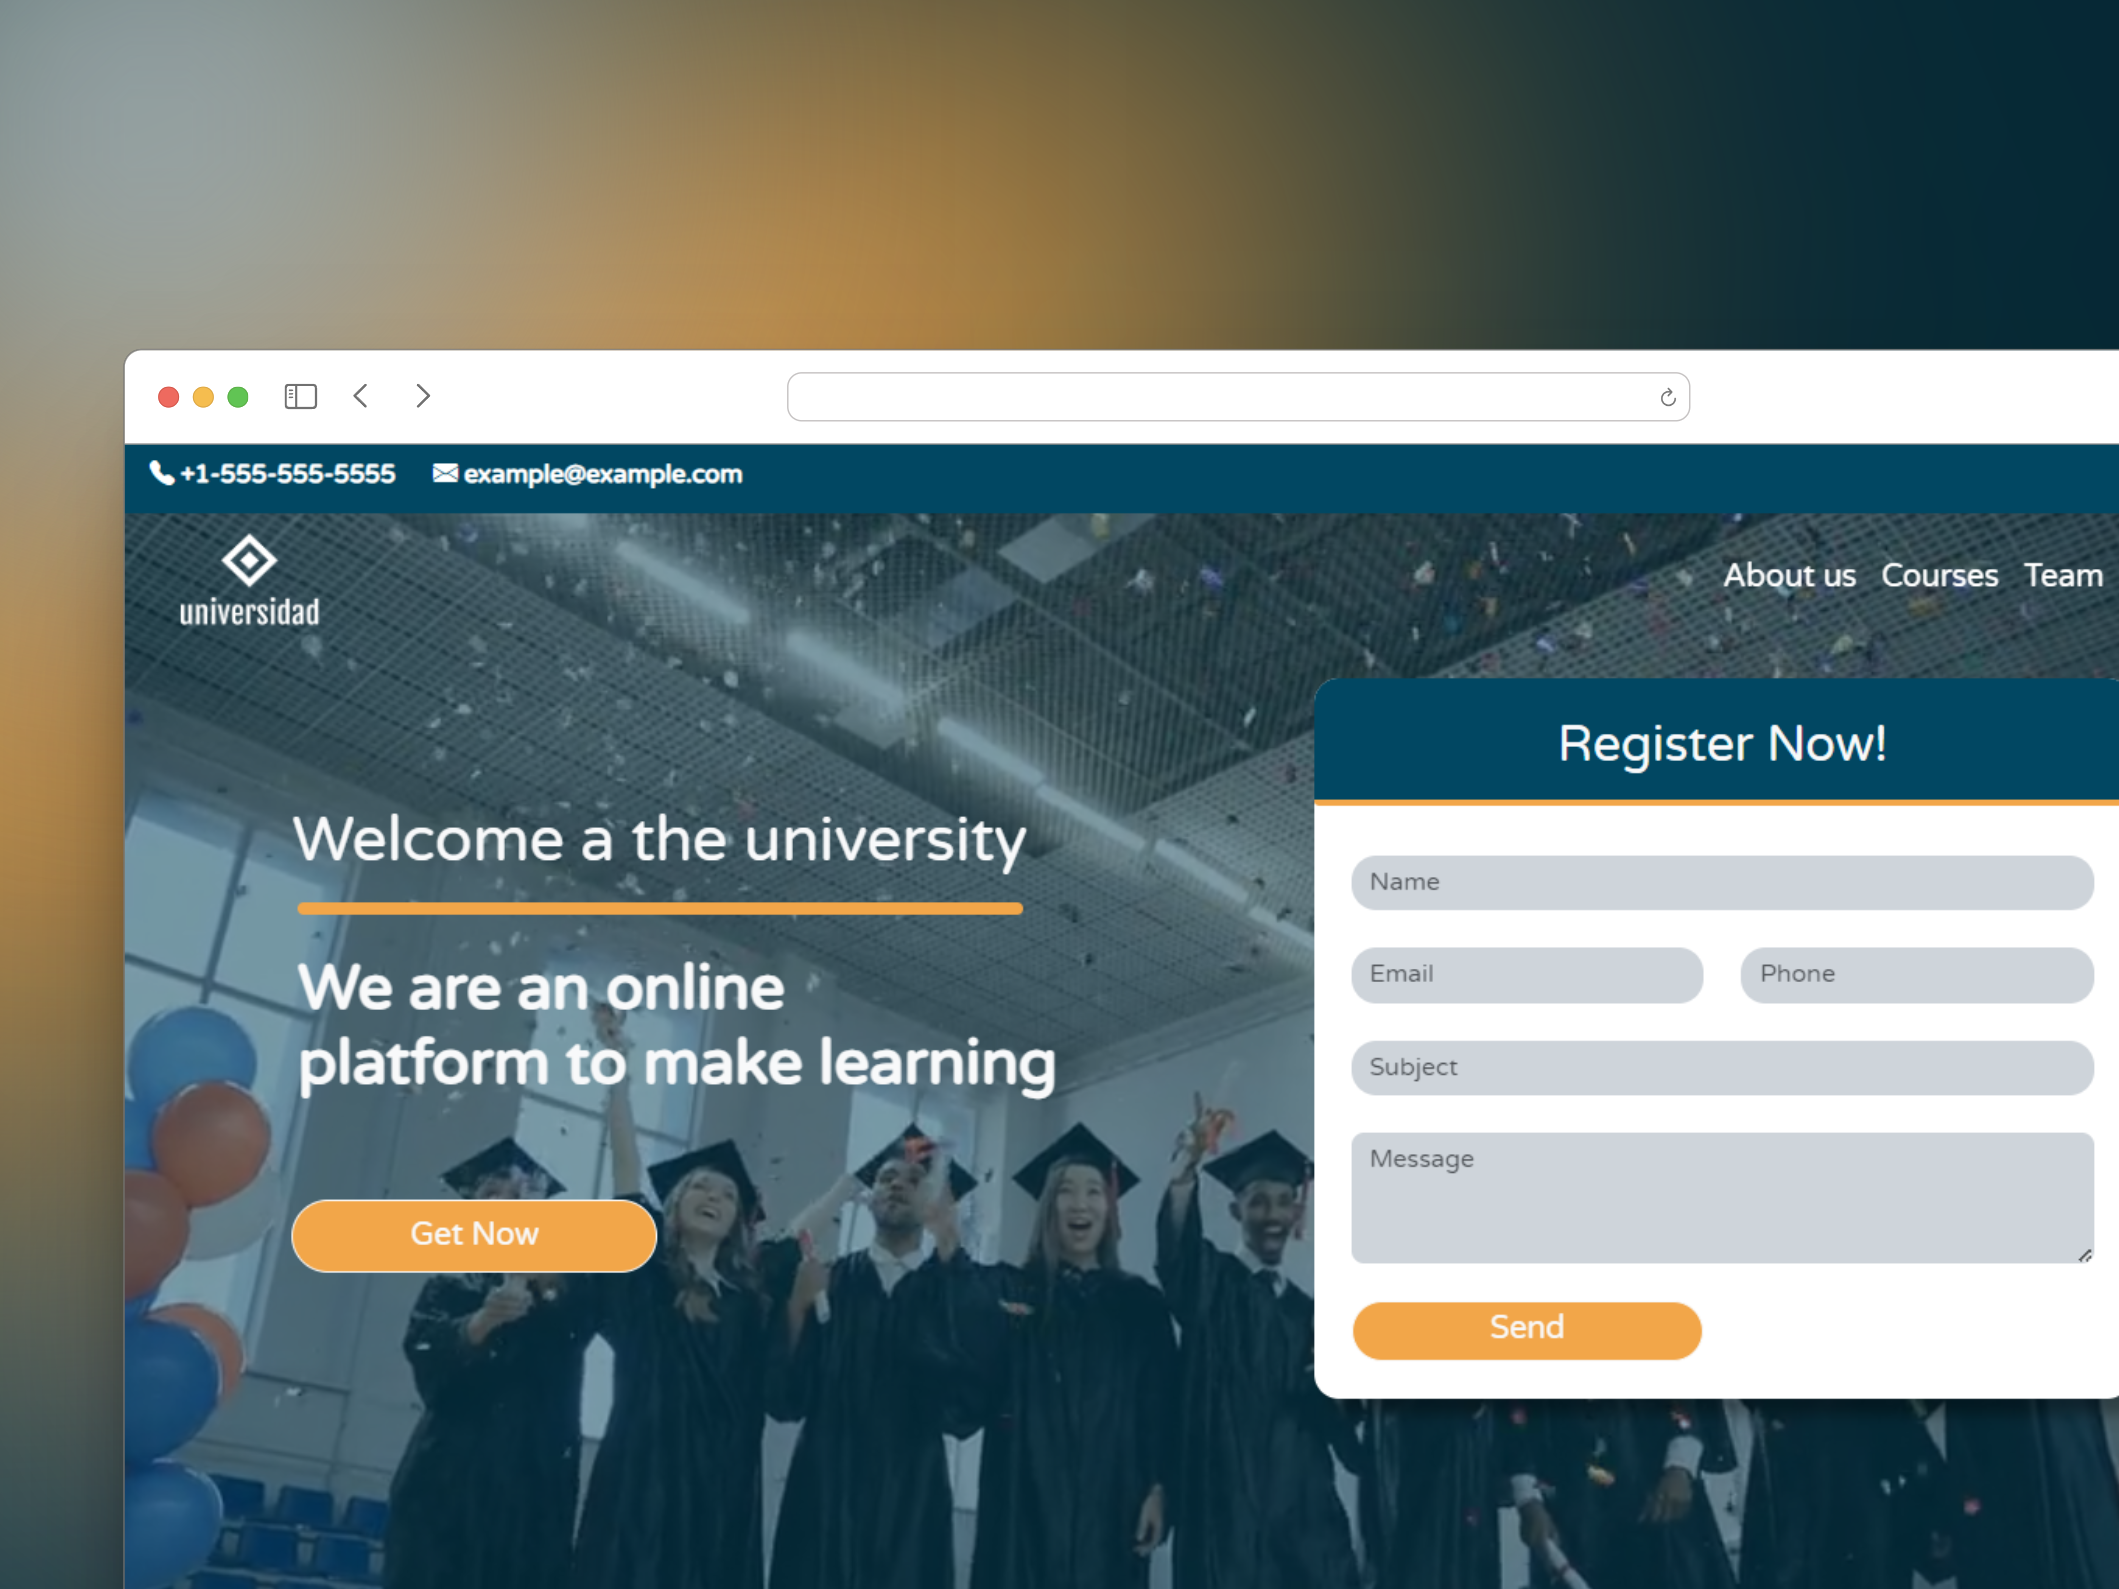 +1-555-555-5555 example@example.com
universidad
About us Courses Team
Welcome a the university
We are an online
platform to make learning
Get Now
Register Now!
Name
Email Phone
Subject
Message
Send